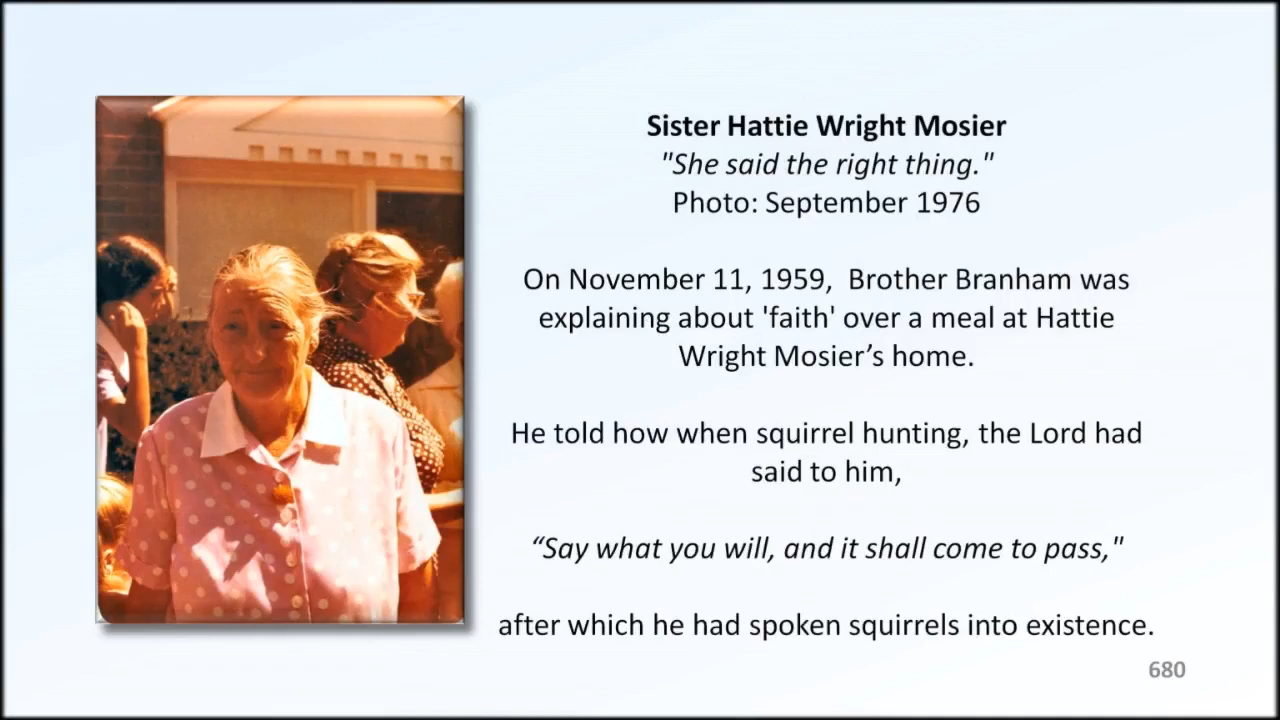 Sister Hattie Wright Mosier
"She said the right thing."
Photo: September 1976
On November 11, 1959,  Brother Branham was
explaining about 'faith' over a meal at Hattie
Wright Mosier’s home.
He told how when squirrel hunting, the Lord had
said to him,
“Say what you will, and it shall come to pass,"
after which he had spoken squirrels into existence.
680